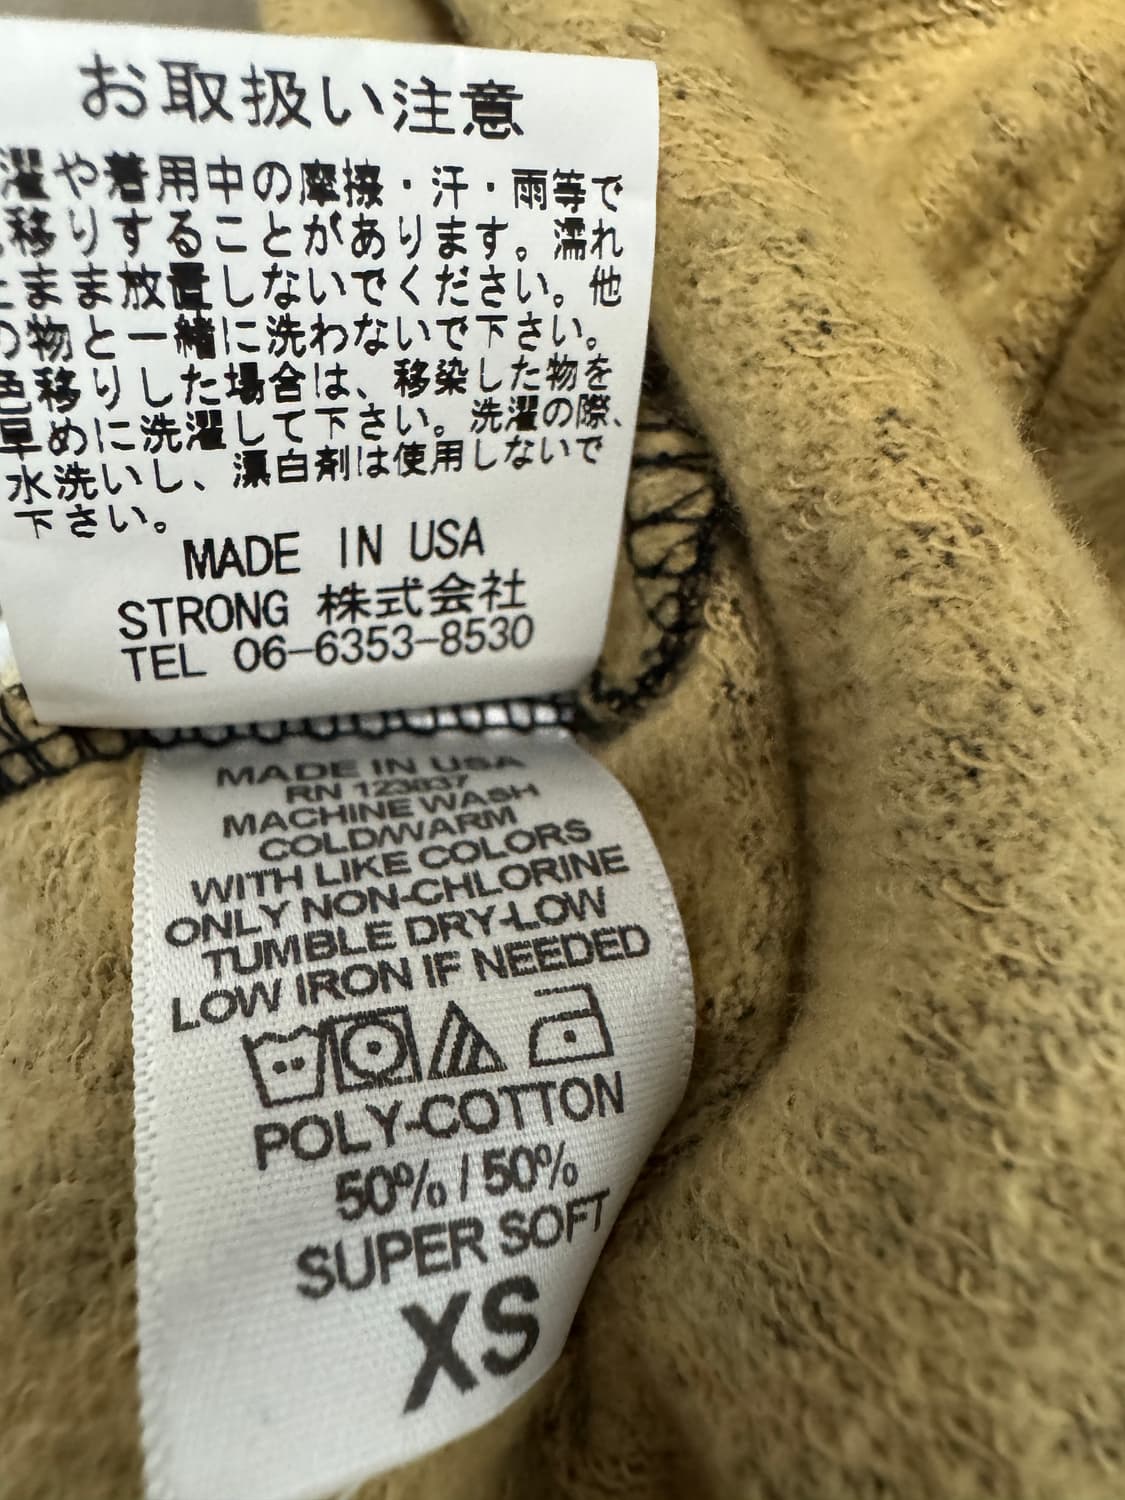 お取扱い注意
濯や着用中の摩擦・汗・雨等で
移りすることがあります。濡れ
たまま放置しないでください。他
の物と一緒に洗わないで下さい。
色移りした場合は、移染した物を
早めに洗濯して下さい。洗濯の際、
水洗いし、漂白剤は使用しないで
下さい。
MADE IN USA
STRONG 株式会社
TEL 06-6353-8530
MADE IN USA
RN 123837
MACHINE WASH
COLD/WARM
WITH LIKE COLORS
ONLY NON-CHLORINE
TUMBLE DRY-LOW
LOW IRON IF NEEDED
POLY-COTTON
50% / 50%
SUPER SOFT
XS